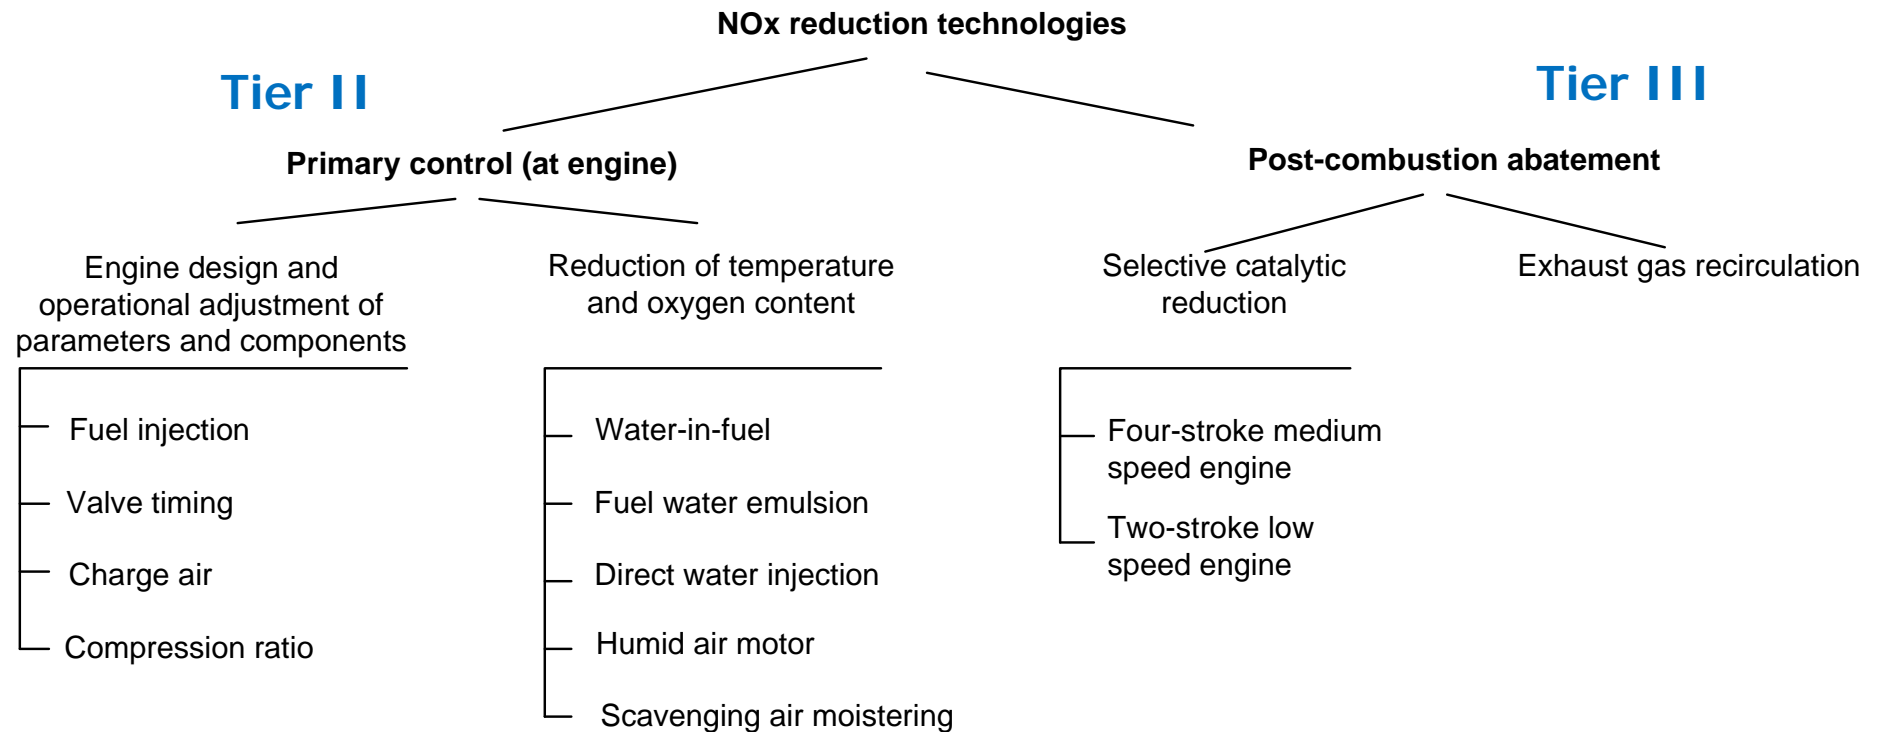 NOx reduction technologies
Tier II
Tier III
Primary control (at engine)
Post-combustion abatement
Engine design and
operational adjustment of
parameters and components
Fuel injection
Valve timing
Charge air
Compression ratio
Reduction of temperature
and oxygen content
Water-in-fuel
Fuel water emulsion
Direct water injection
Humid air motor
Scavenging air moistering
Selective catalytic
reduction
Four-stroke medium
speed engine
Two-stroke low
speed engine
Exhaust gas recirculation